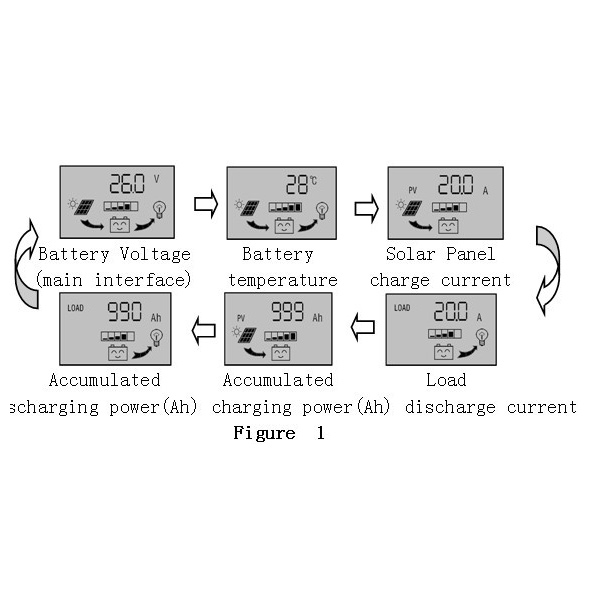 26.0 V
28 ℃
PV 20.0 A
Battery Voltage
(main interface)
Battery
temperature
Solar Panel
charge current
LOAD 990 Ah
PV 999 Ah
LOAD 20.0 A
Accumulated
scharging power(Ah)
Accumulated
charging power(Ah)
Load
discharge current
Figure 1